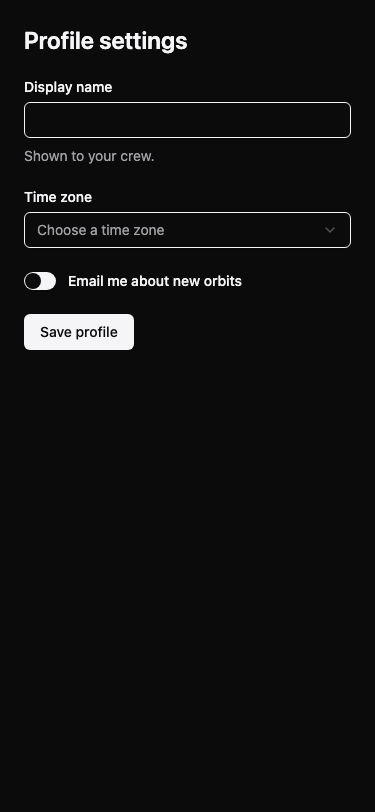 Profile settings
Display name
Shown to your crew.
Time zone
Choose a time zone
Email me about new orbits
Save profile